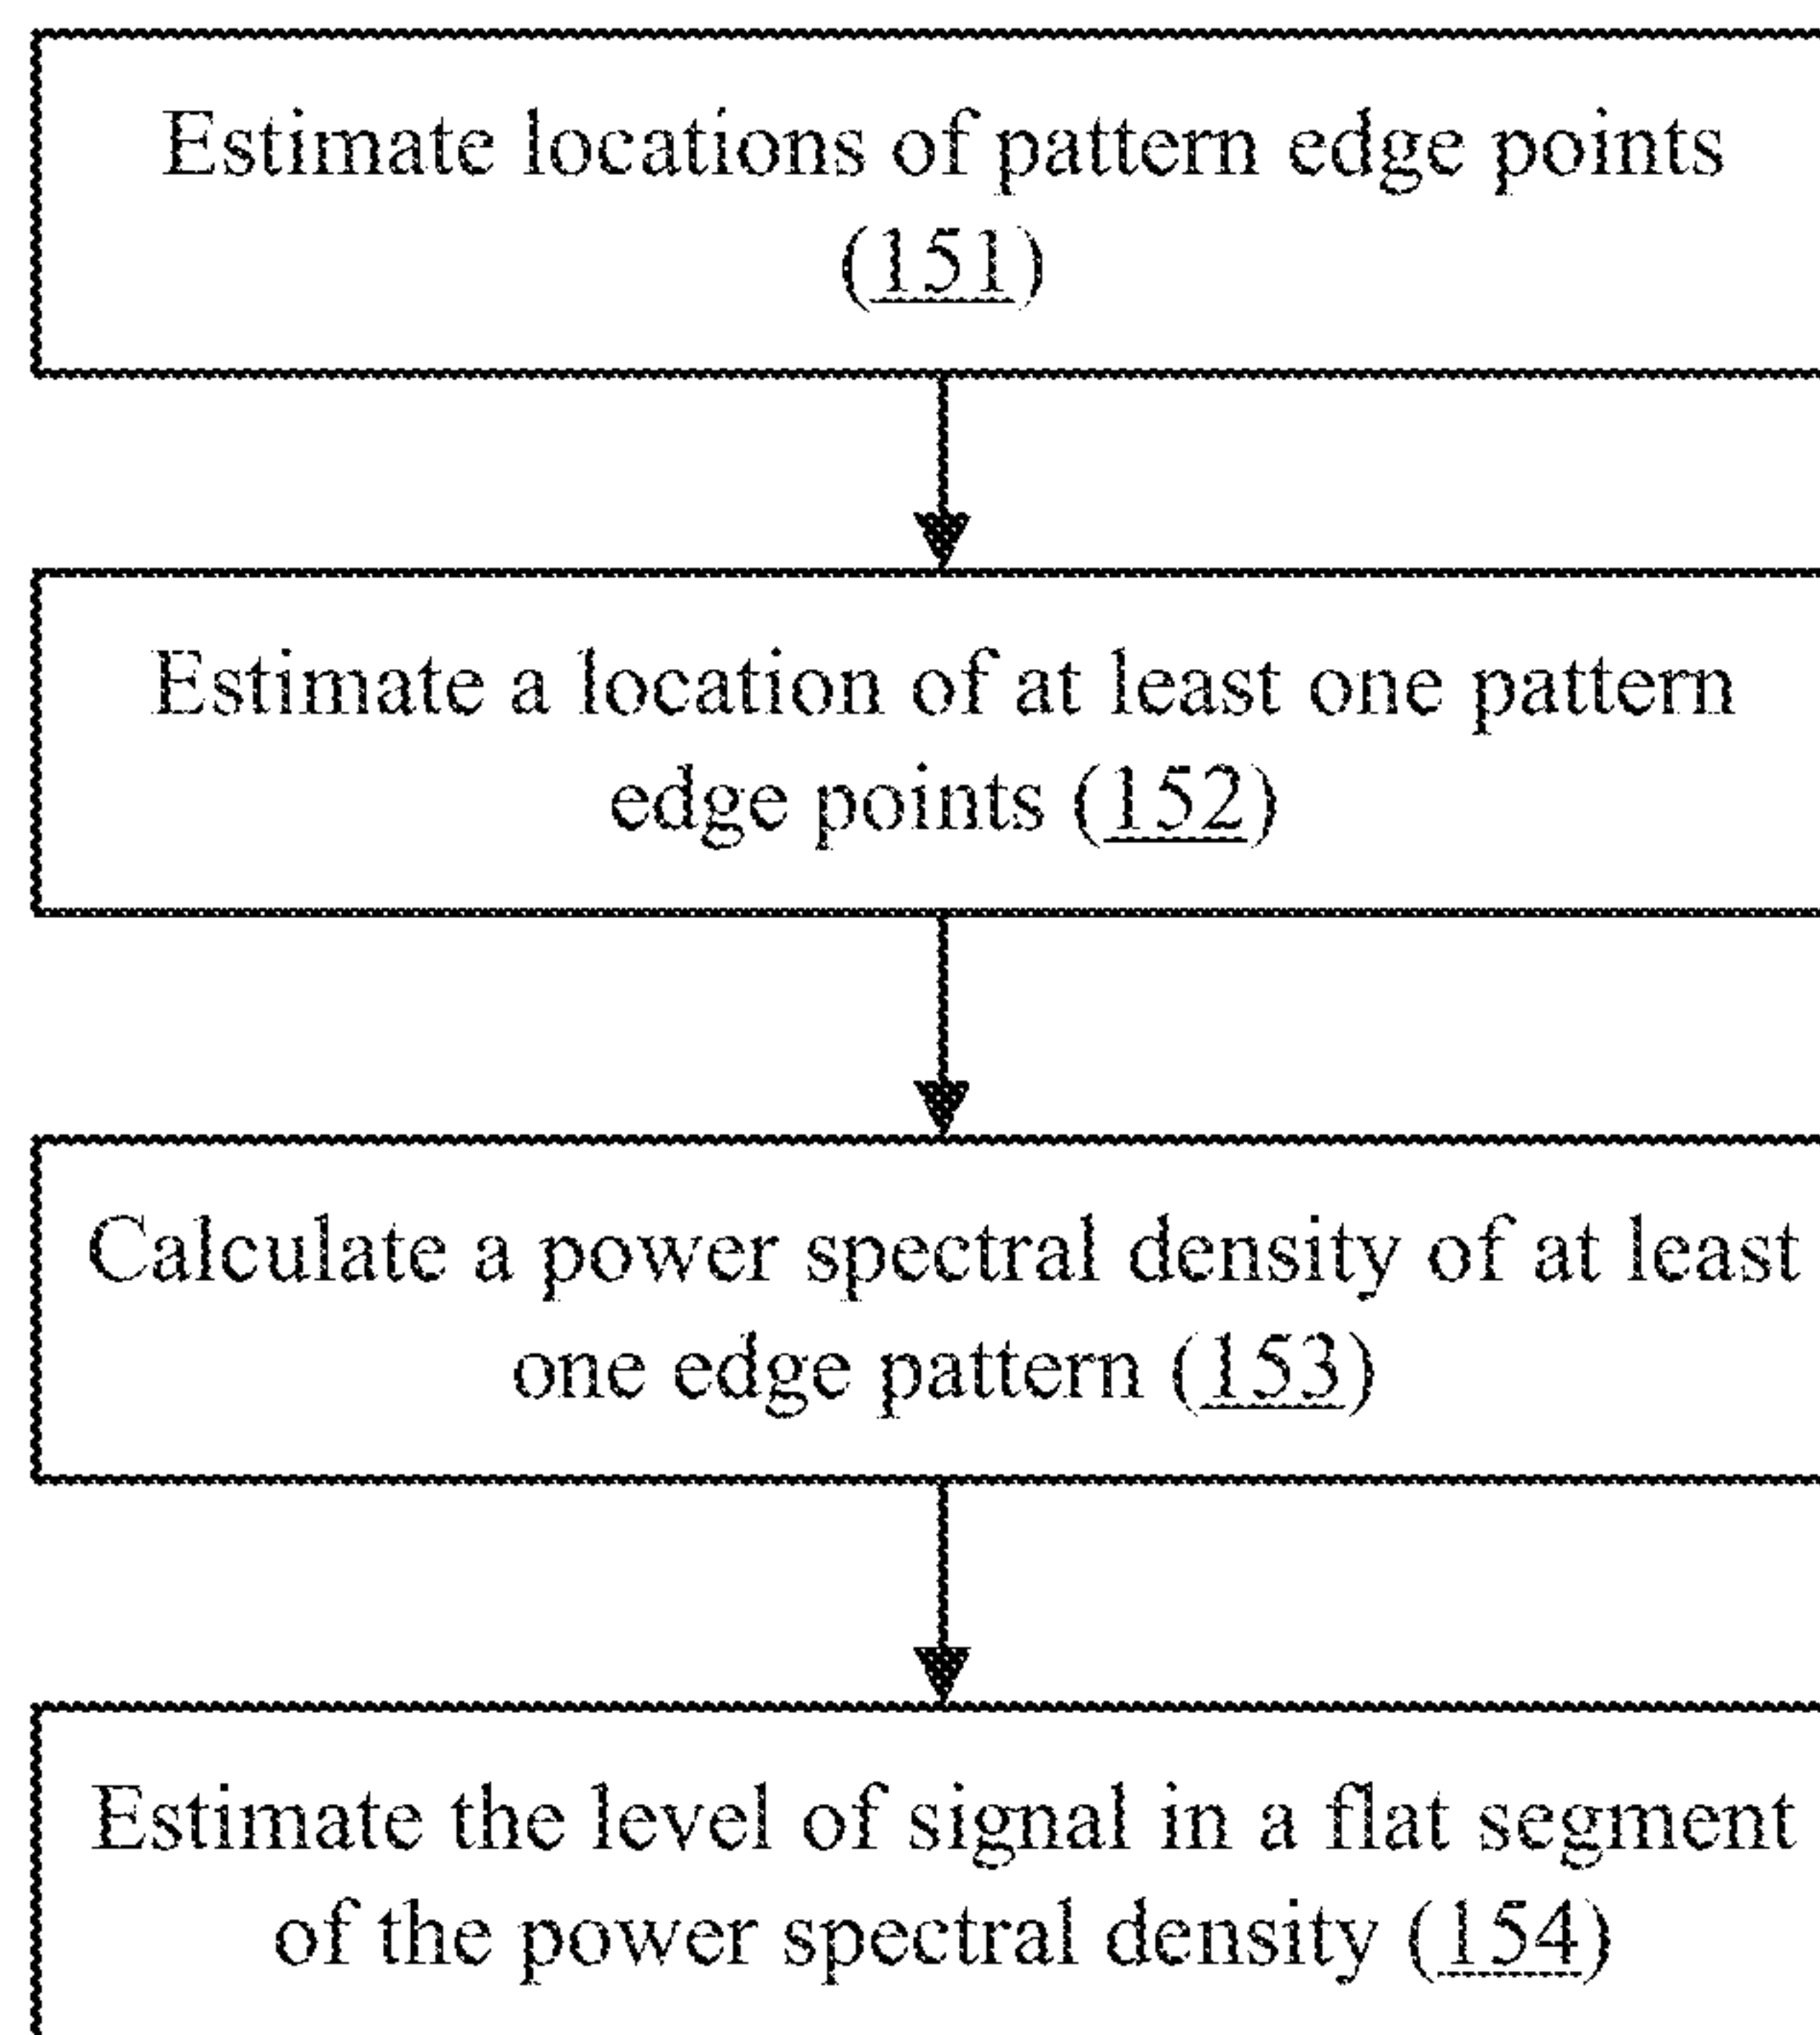 Estimate locations of pattern edge points
(151)
Estimate a location of at least one pattern
edge points (152)
Calculate a power spectral density of at least
one edge pattern (153)
Estimate the level of signal in a flat segment
of the power spectral density (154)